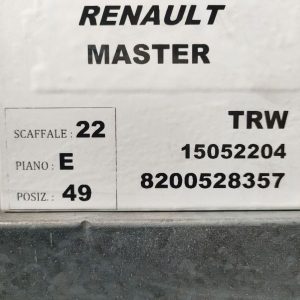 RENAULT
MASTER
SCAFFALE : 22
PIANO : E
POSIZ. : 49
TRW
15052204
8200528357